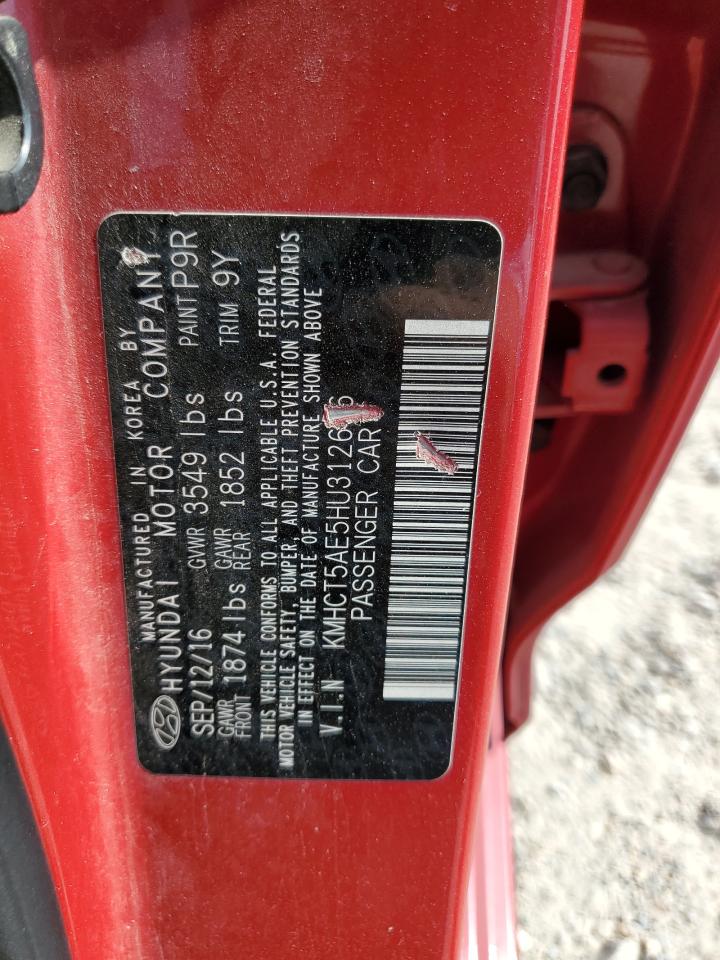 MANUFACTURED IN KOREA BY
HYUNDAI MOTOR COMPANY
SEP/12/16 GVWR 3549 lbs PAINT P9R
GAWR FRONT 1874 lbs GAWR REAR 1852 lbs TRIM 9Y
THIS VEHICLE CONFORMS TO ALL APPLICABLE U.S.A. FEDERAL
MOTOR VEHICLE SAFETY, BUMPER, AND THEFT PREVENTION STANDARDS
IN EFFECT ON THE DATE OF MANUFACTURE SHOWN ABOVE
V.I.N
PASSENGER CAR